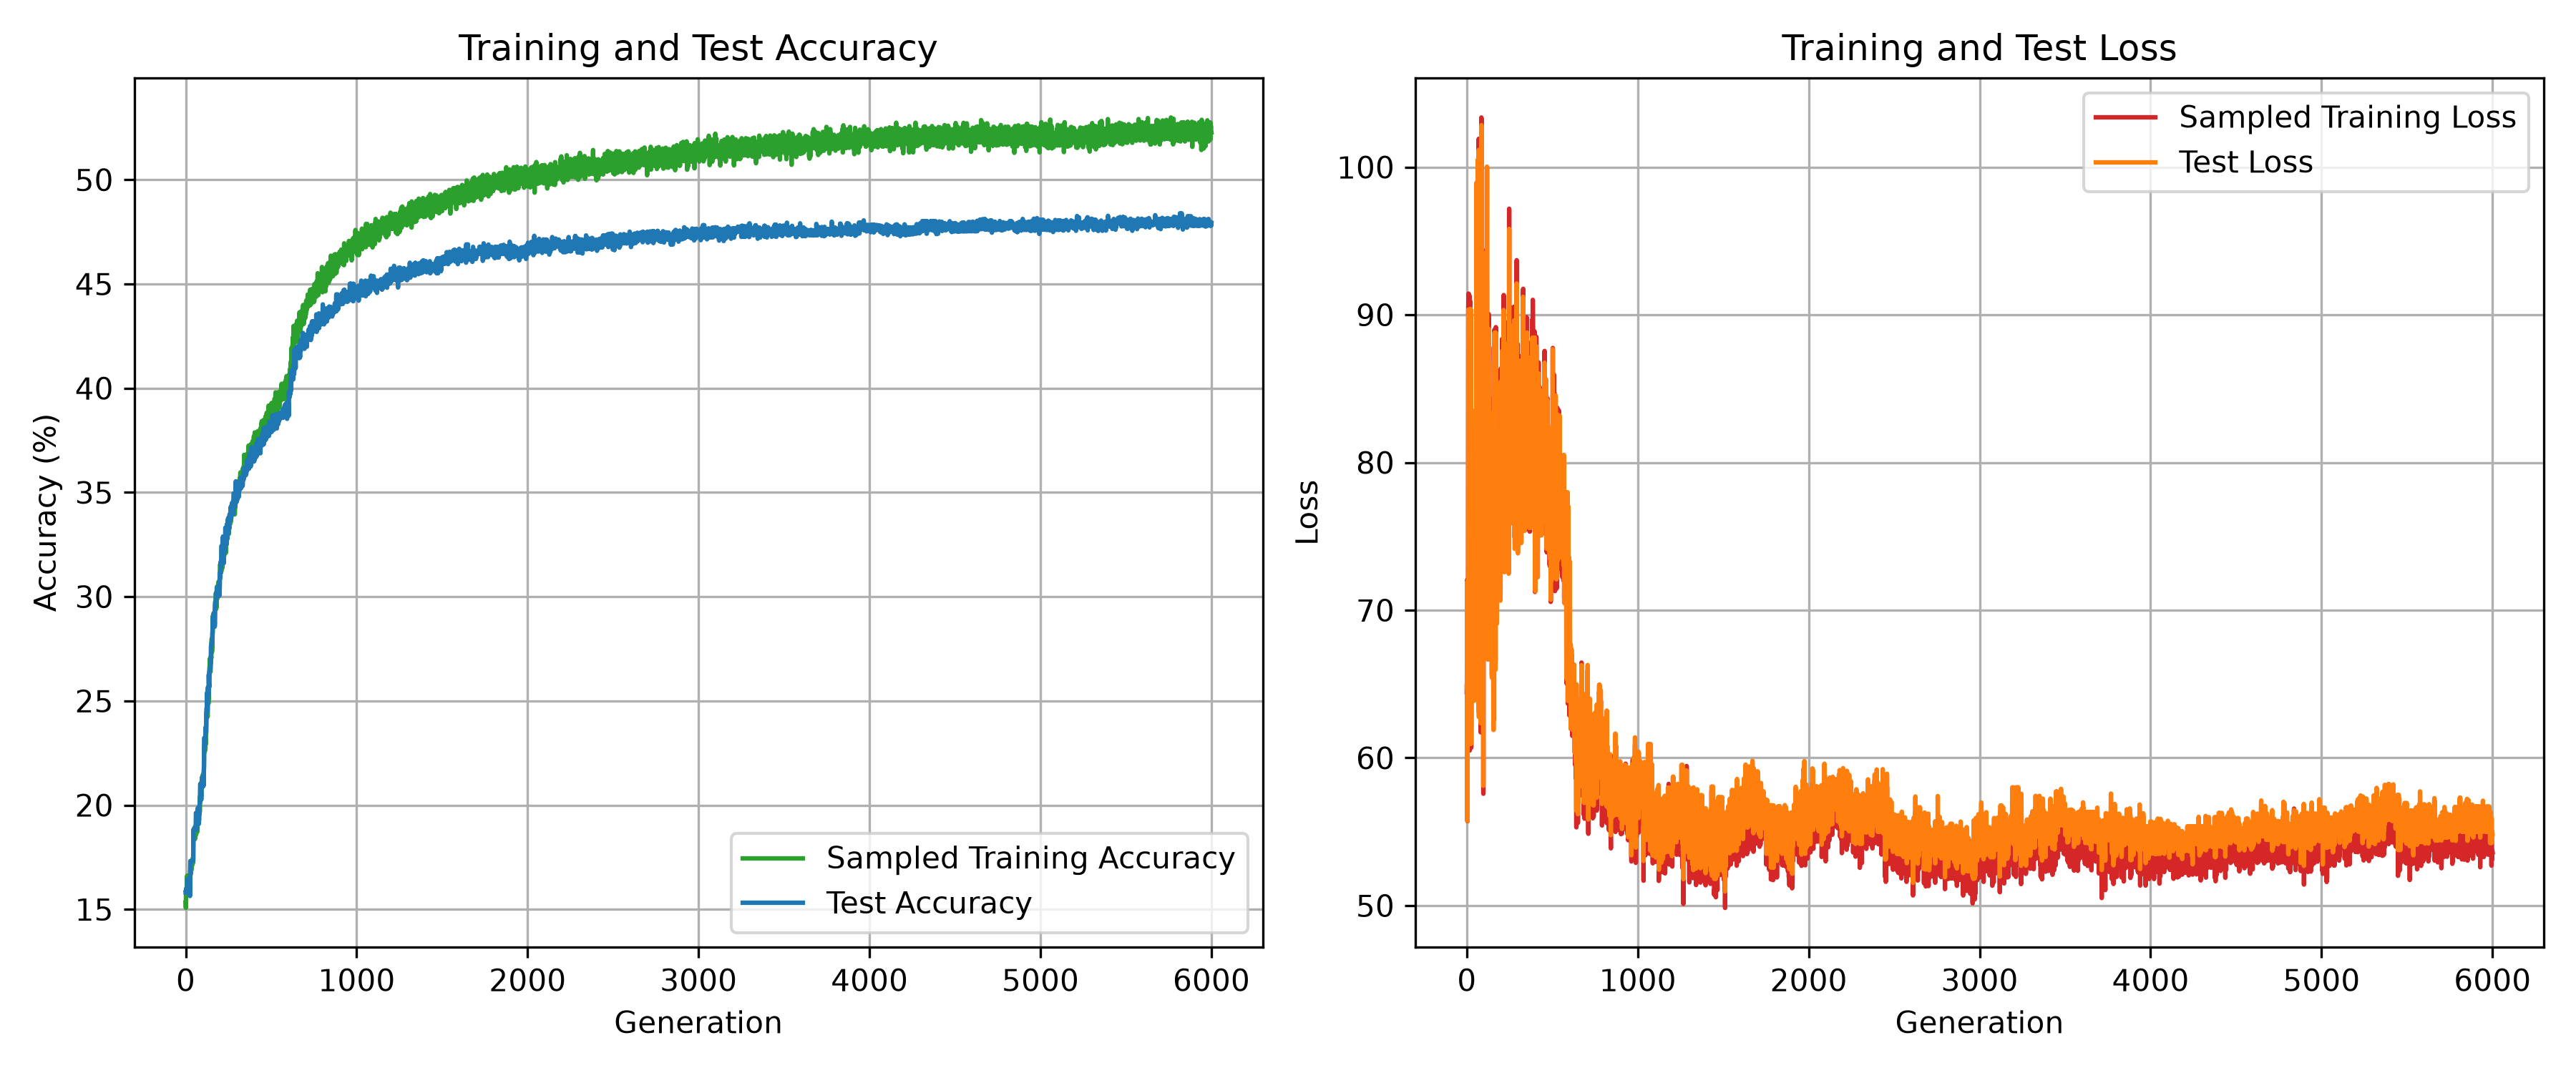 Training and Test Accuracy
Accuracy (%)
50
45
40
35
30
25
20
15
Sampled Training Accuracy
Test Accuracy
0 1000 2000 3000 4000 5000 6000
Generation
Training and Test Loss
Loss
100
90
80
70
60
50
Sampled Training Loss
Test Loss
0 1000 2000 3000 4000 5000 6000
Generation